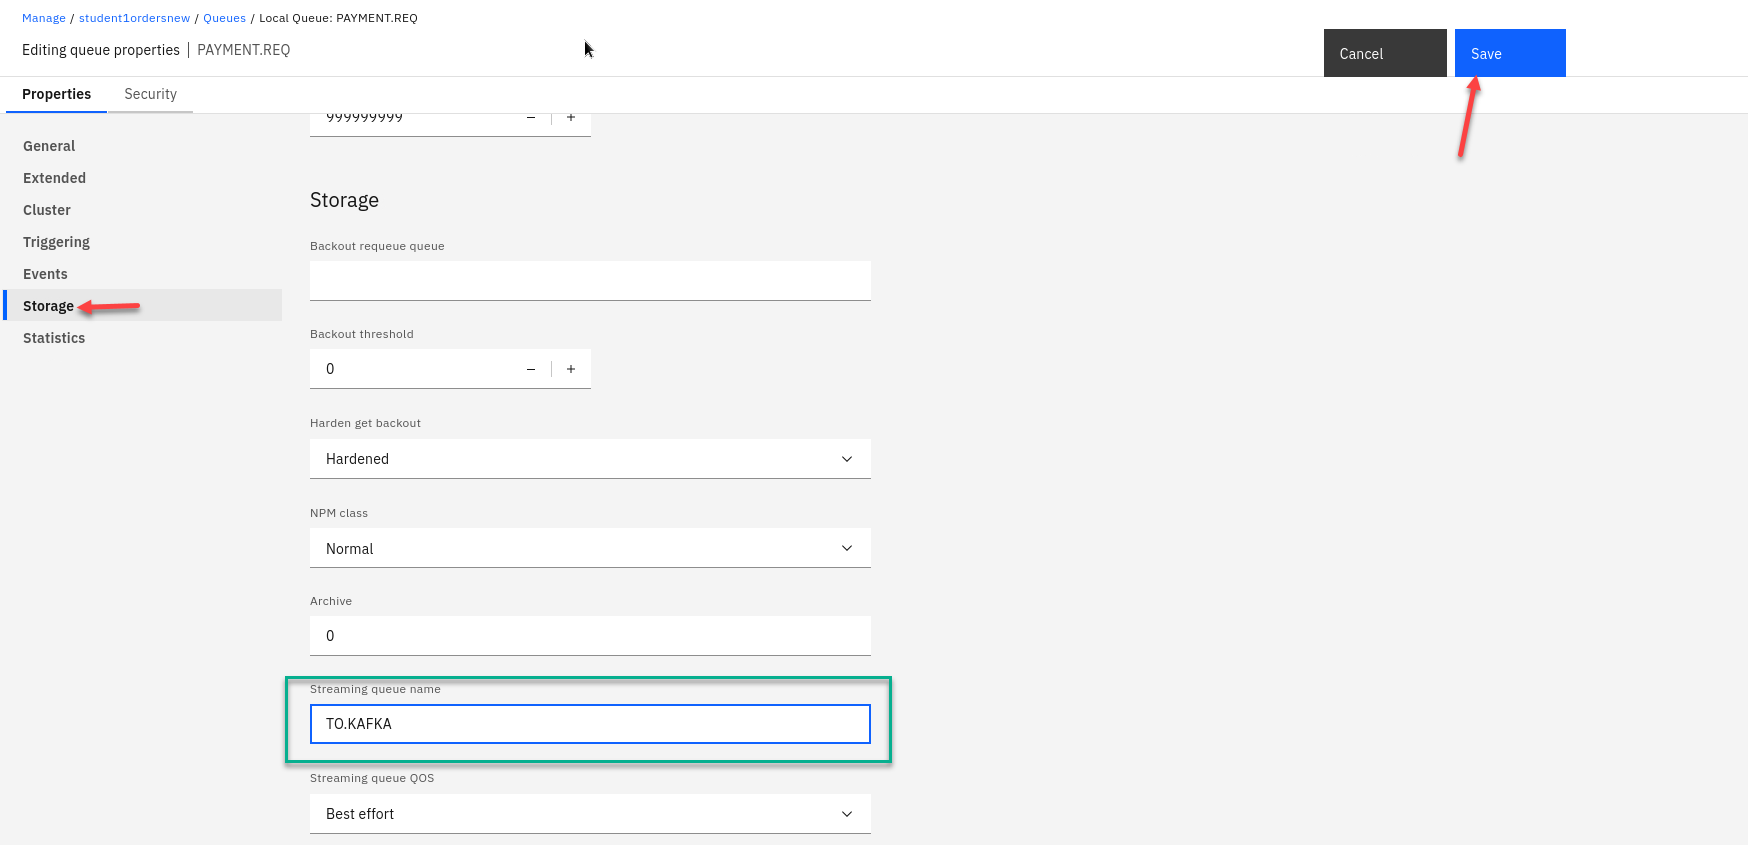 Manage / student1ordersnew / Queues / Local Queue: PAYMENT.REQ
Editing queue properties | PAYMENT.REQ
Cancel
Save
Properties
Security
999999999
General
Extended
Cluster
Triggering
Events
Storage
Statistics
Storage
Backout requeue queue
Backout threshold
0
Harden get backout
Hardened
NPM class
Normal
Archive
0
Streaming queue name
TO.KAFKA
Streaming queue QOS
Best effort